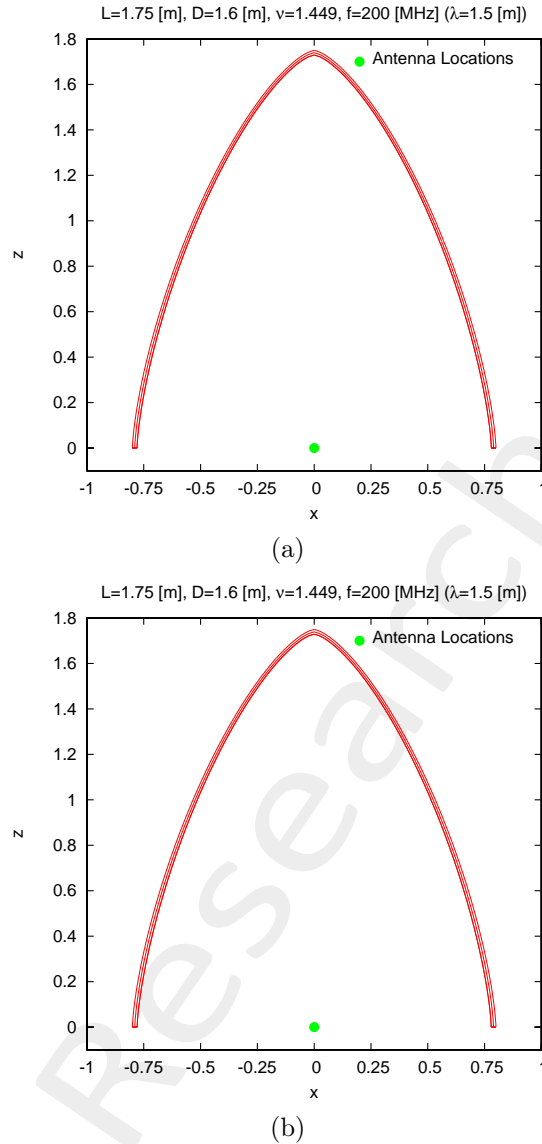 L=1.75 [m], D=1.6 [m], ν=1.449, f=200 [MHz] (λ=1.5 [m])
1.8
Antenna Locations
1.6
1.4
1.2
1
z
0.8
0.6
0.4
0.2
0
-1 -0.75 -0.5 -0.25 0 0.25 0.5 0.75 1
x
(a)
L=1.75 [m], D=1.6 [m], ν=1.449, f=200 [MHz] (λ=1.5 [m])
1.8
Antenna Locations
1.6
1.4
1.2
1
z
0.8
0.6
0.4
0.2
0
-1 -0.75 -0.5 -0.25 0 0.25 0.5 0.75 1
x
(b)
Research